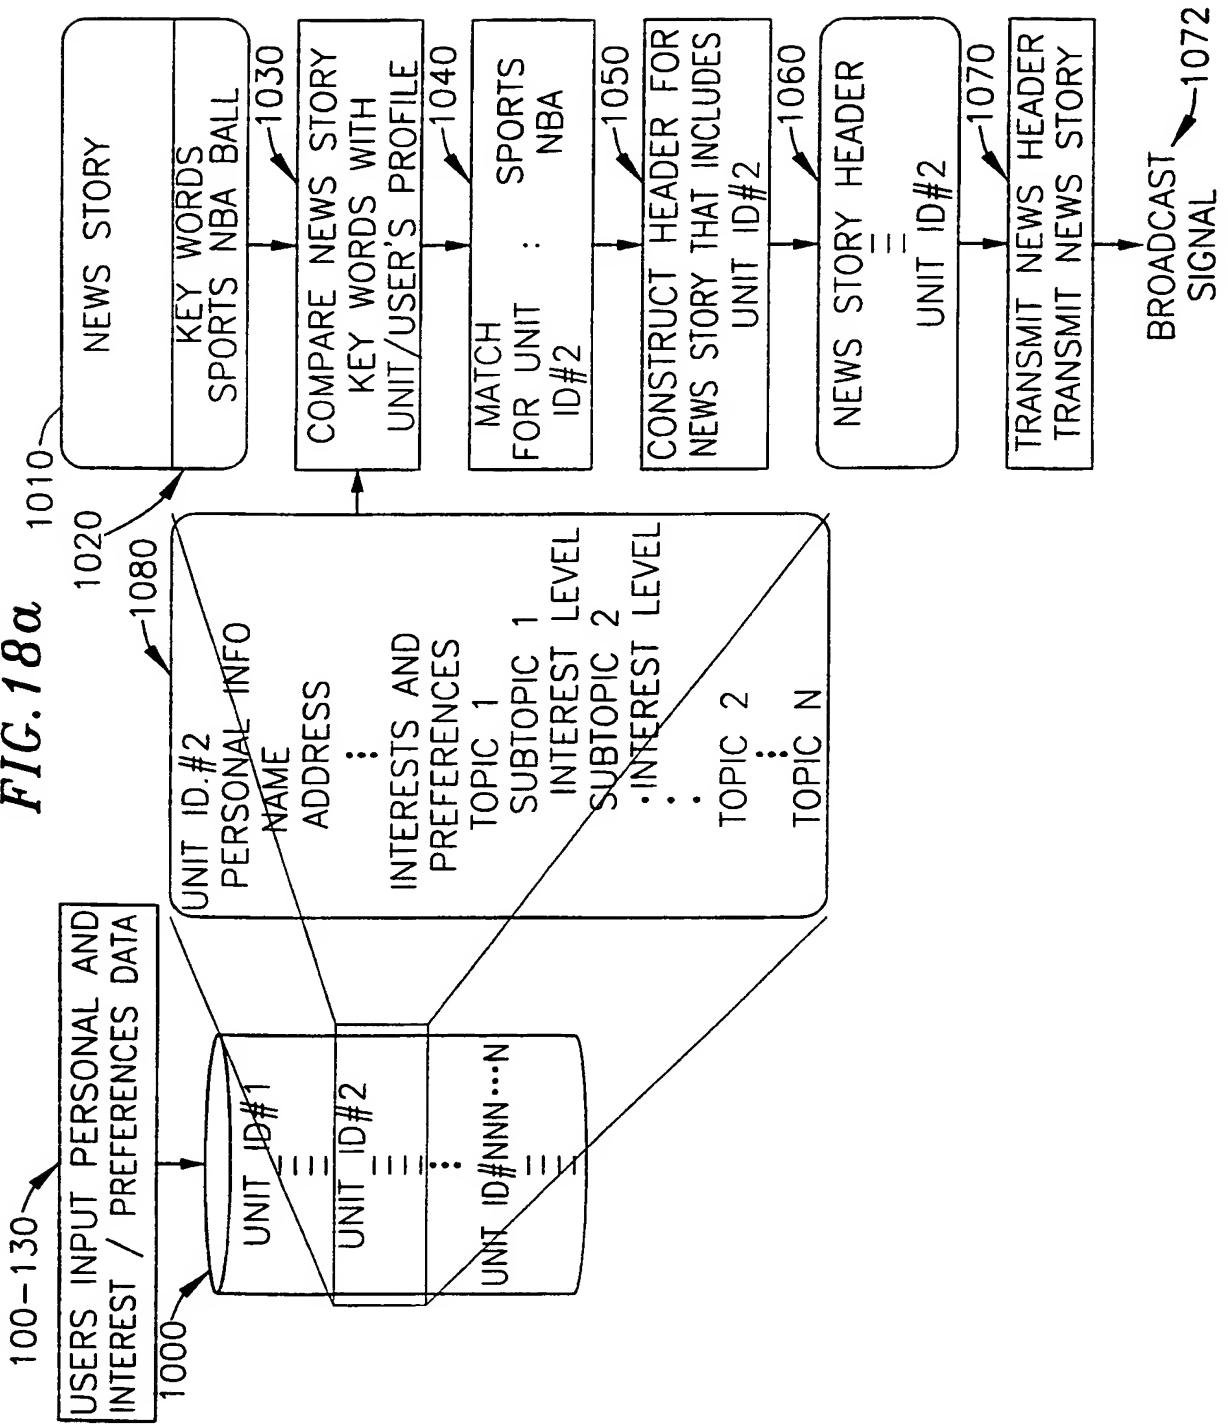 FIG. 18a
100-130
USERS INPUT PERSONAL AND
INTEREST / PREFERENCES DATA
1000
UNIT ID#1
UNIT ID#2
UNIT ID#NNN...N
1080
UNIT ID.#2
PERSONAL INFO
NAME
ADDRESS
INTERESTS AND
PREFERENCES
TOPIC 1
SUBTOPIC 1
INTEREST LEVEL
SUBTOPIC 2
INTEREST LEVEL
TOPIC 2
TOPIC N
1010
NEWS STORY
1020
KEY WORDS
SPORTS NBA BALL
1030
COMPARE NEWS STORY
KEY WORDS WITH
UNIT/USER'S PROFILE
1040
MATCH : SPORTS
FOR UNIT NBA
ID#2
1050
CONSTRUCT HEADER FOR
NEWS STORY THAT INCLUDES
UNIT ID#2
1060
NEWS STORY HEADER
UNIT ID#2
1070
TRANSMIT NEWS HEADER
TRANSMIT NEWS STORY
BROADCAST
SIGNAL
1072